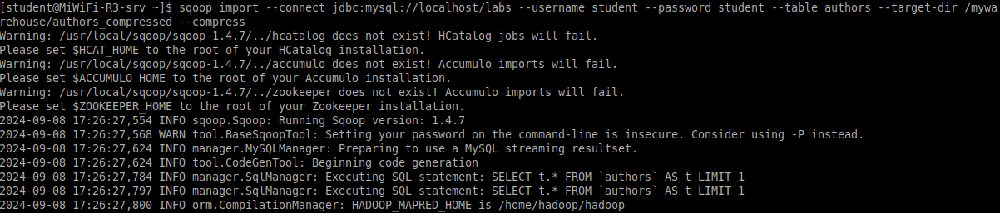 [student@MiWiFi-R3-srv ~]$ sqoop import --connect jdbc:mysql://localhost/labs --username student --password student --table authors --target-dir /mywa
rehouse/authors_compressed --compress
Warning: /usr/local/sqoop/sqoop-1.4.7/../hcatalog does not exist! HCatalog jobs will fail.
Please set $HCAT_HOME to the root of your HCatalog installation.
Warning: /usr/local/sqoop/sqoop-1.4.7/../accumulo does not exist! Accumulo imports will fail.
Please set $ACCUMULO_HOME to the root of your Accumulo installation.
Warning: /usr/local/sqoop/sqoop-1.4.7/../zookeeper does not exist! Accumulo imports will fail.
Please set $ZOOKEEPER_HOME to the root of your Zookeeper installation.
2024-09-08 17:26:27,554 INFO sqoop.Sqoop: Running Sqoop version: 1.4.7
2024-09-08 17:26:27,568 WARN tool.BaseSqoopTool: Setting your password on the command-line is insecure. Consider using -P instead.
2024-09-08 17:26:27,624 INFO manager.MySQLManager: Preparing to use a MySQL streaming resultset.
2024-09-08 17:26:27,624 INFO tool.CodeGenTool: Beginning code generation
2024-09-08 17:26:27,784 INFO manager.SqlManager: Executing SQL statement: SELECT t.* FROM `authors` AS t LIMIT 1
2024-09-08 17:26:27,797 INFO manager.SqlManager: Executing SQL statement: SELECT t.* FROM `authors` AS t LIMIT 1
2024-09-08 17:26:27,800 INFO orm.CompilationManager: HADOOP_MAPRED_HOME is /home/hadoop/hadoop